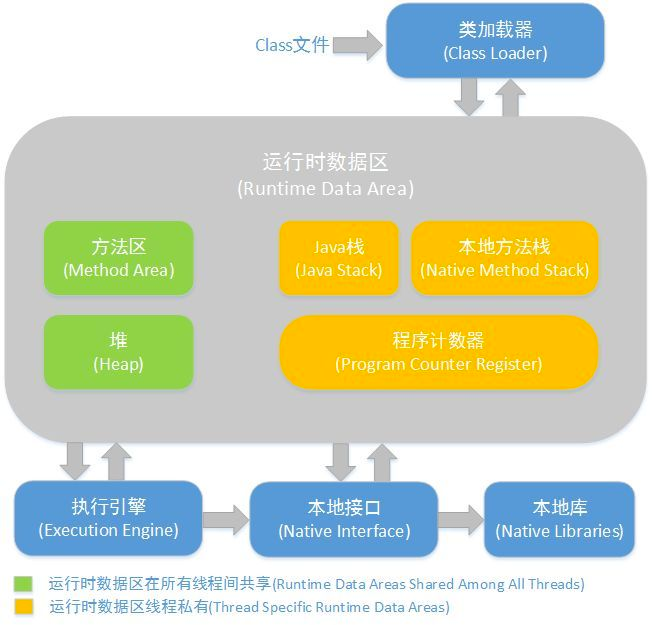 Class文件
类加载器
(Class Loader)
运行时数据区
(Runtime Data Area)
方法区
(Method Area)
Java栈
(Java Stack)
本地方法栈
(Native Method Stack)
堆
(Heap)
程序计数器
(Program Counter Register)
执行引擎
(Execution Engine)
本地接口
(Native Interface)
本地库
(Native Libraries)
运行时数据区在所有线程间共享(Runtime Data Areas Shared Among All Threads)
运行时数据区线程私有(Thread Specific Runtime Data Areas)